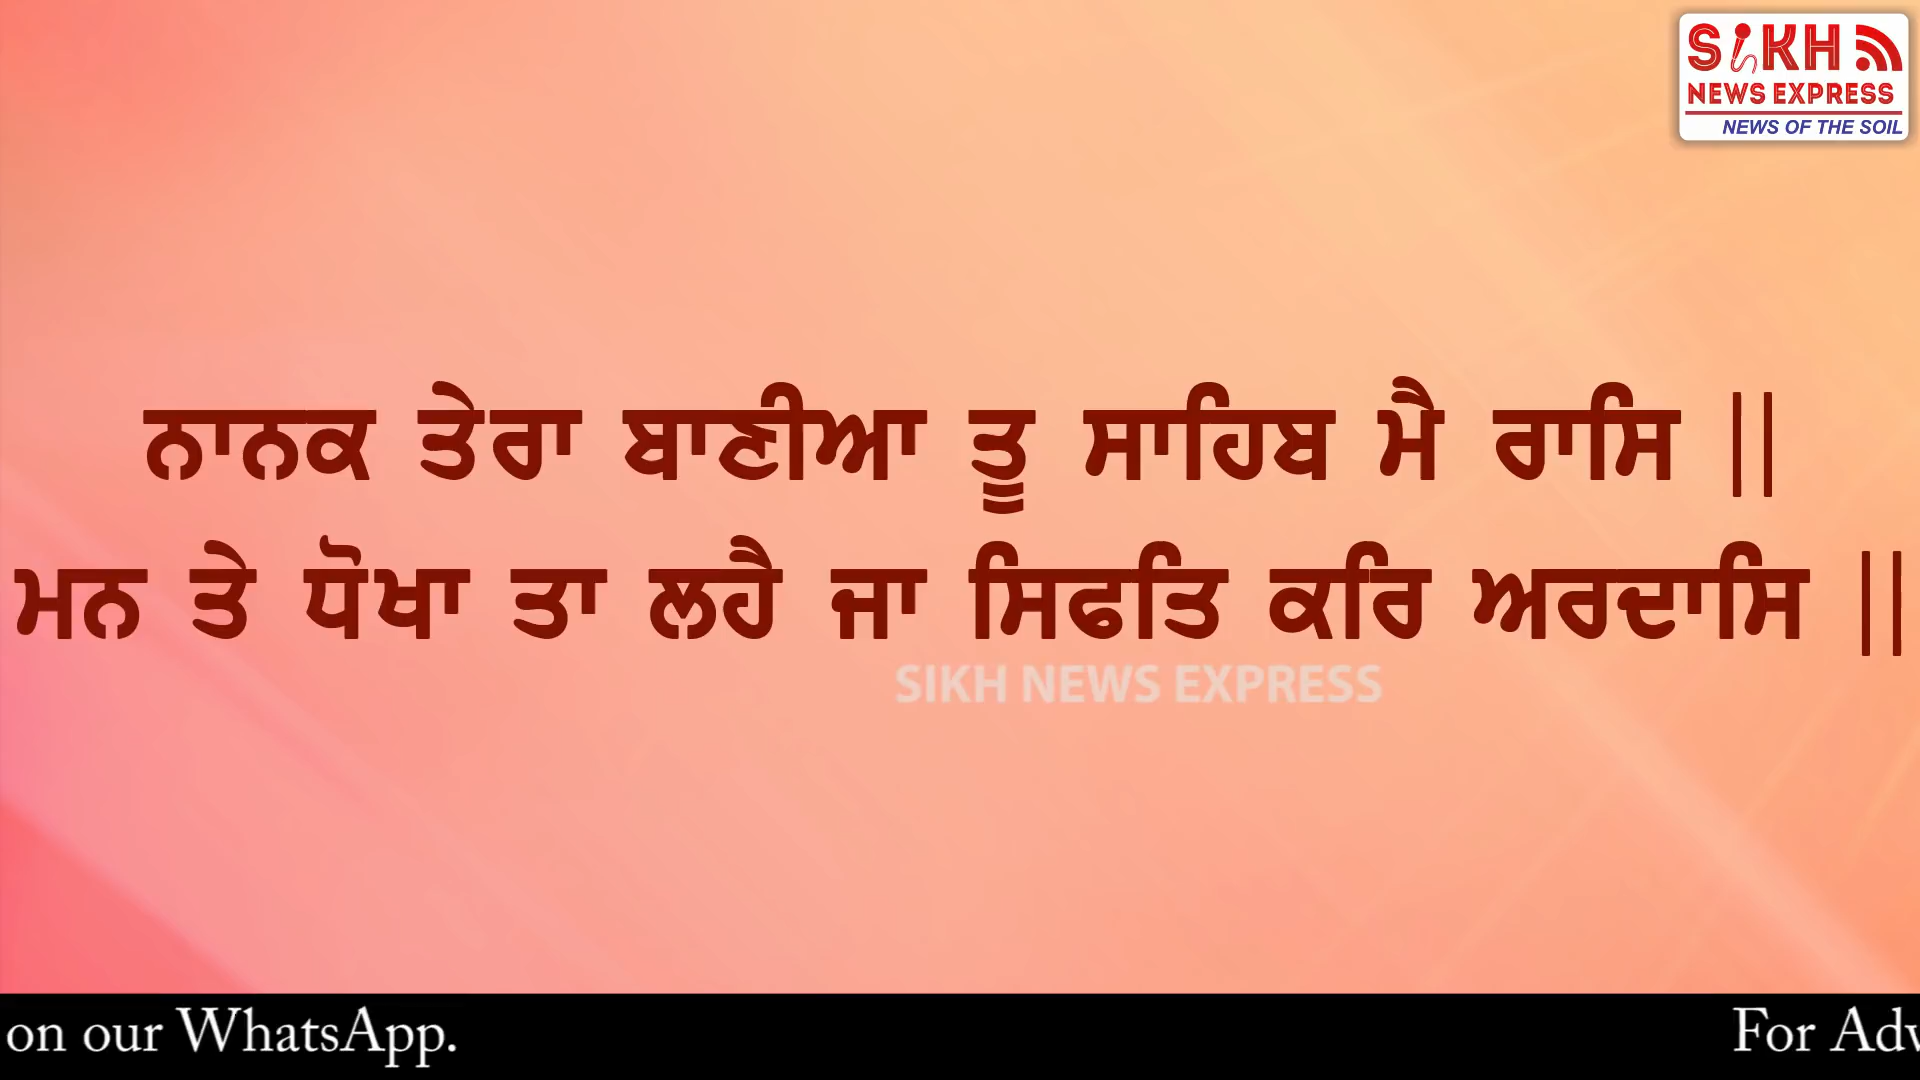 SIKH
NEWS EXPRESS
NEWS OF THE SOIL
ਨਾਨਕ ਤੇਰਾ ਬਾਣੀਆ ਤੂ ਸਾਹਿਬ ਮੈ ਰਾਸਿ ||
ਮਨ ਤੇ ਧੋਖਾ ਤਾ ਲਹੈ ਜਾ ਸਿਫਤਿ ਕਰਿ ਅਰਦਾਸਿ ||
SIKH NEWS EXPRESS
on our WhatsApp. For Adv